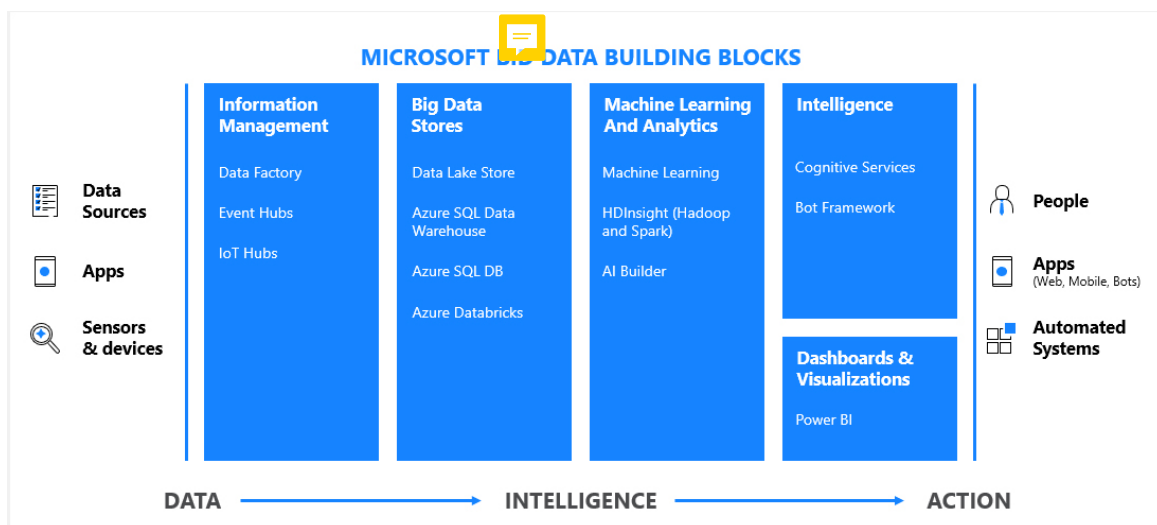 MICROSOFT DATA BUILDING BLOCKS
Data
Sources
Apps
Sensors
& devices
Information
Management
Data Factory
Event Hubs
IoT Hubs
Big Data
Stores
Data Lake Store
Azure SQL Data
Warehouse
Azure SQL DB
Azure Databricks
Machine Learning
And Analytics
Machine Learning
HDInsight (Hadoop
and Spark)
AI Builder
Intelligence
Cognitive Services
Bot Framework
Dashboards &
Visualizations
Power BI
People
Apps
(Web, Mobile, Bots)
Automated
Systems
DATA
INTELLIGENCE
ACTION